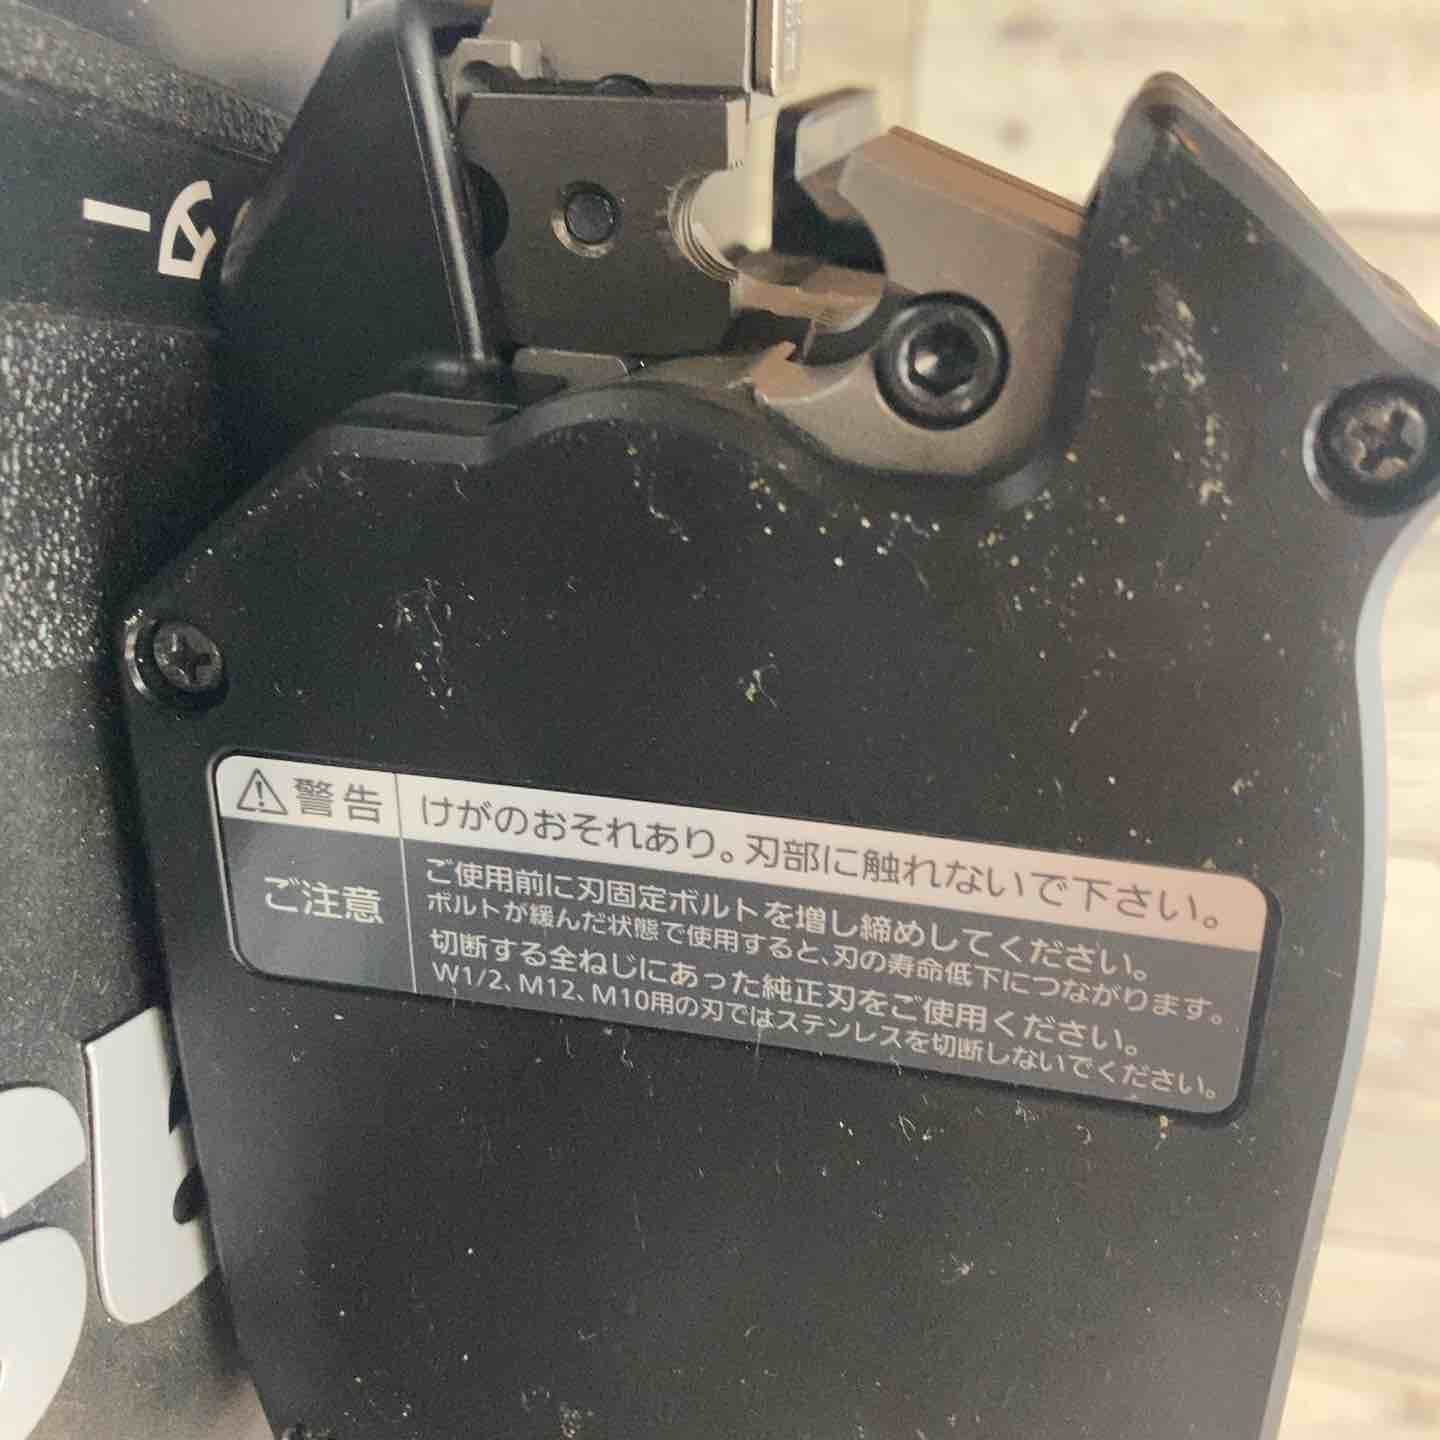 警告
けがのおそれあり。刃部に触れないで下さい。
ご注意
ご使用前に刃固定ボルトを増し締めしてください。
ボルトが緩んだ状態で使用すると、刃の寿命低下につながります。
切断する全ねじにあった純正刃をご使用ください。
W1/2、M12、M10用の刃ではステンレスを切断しないでください。